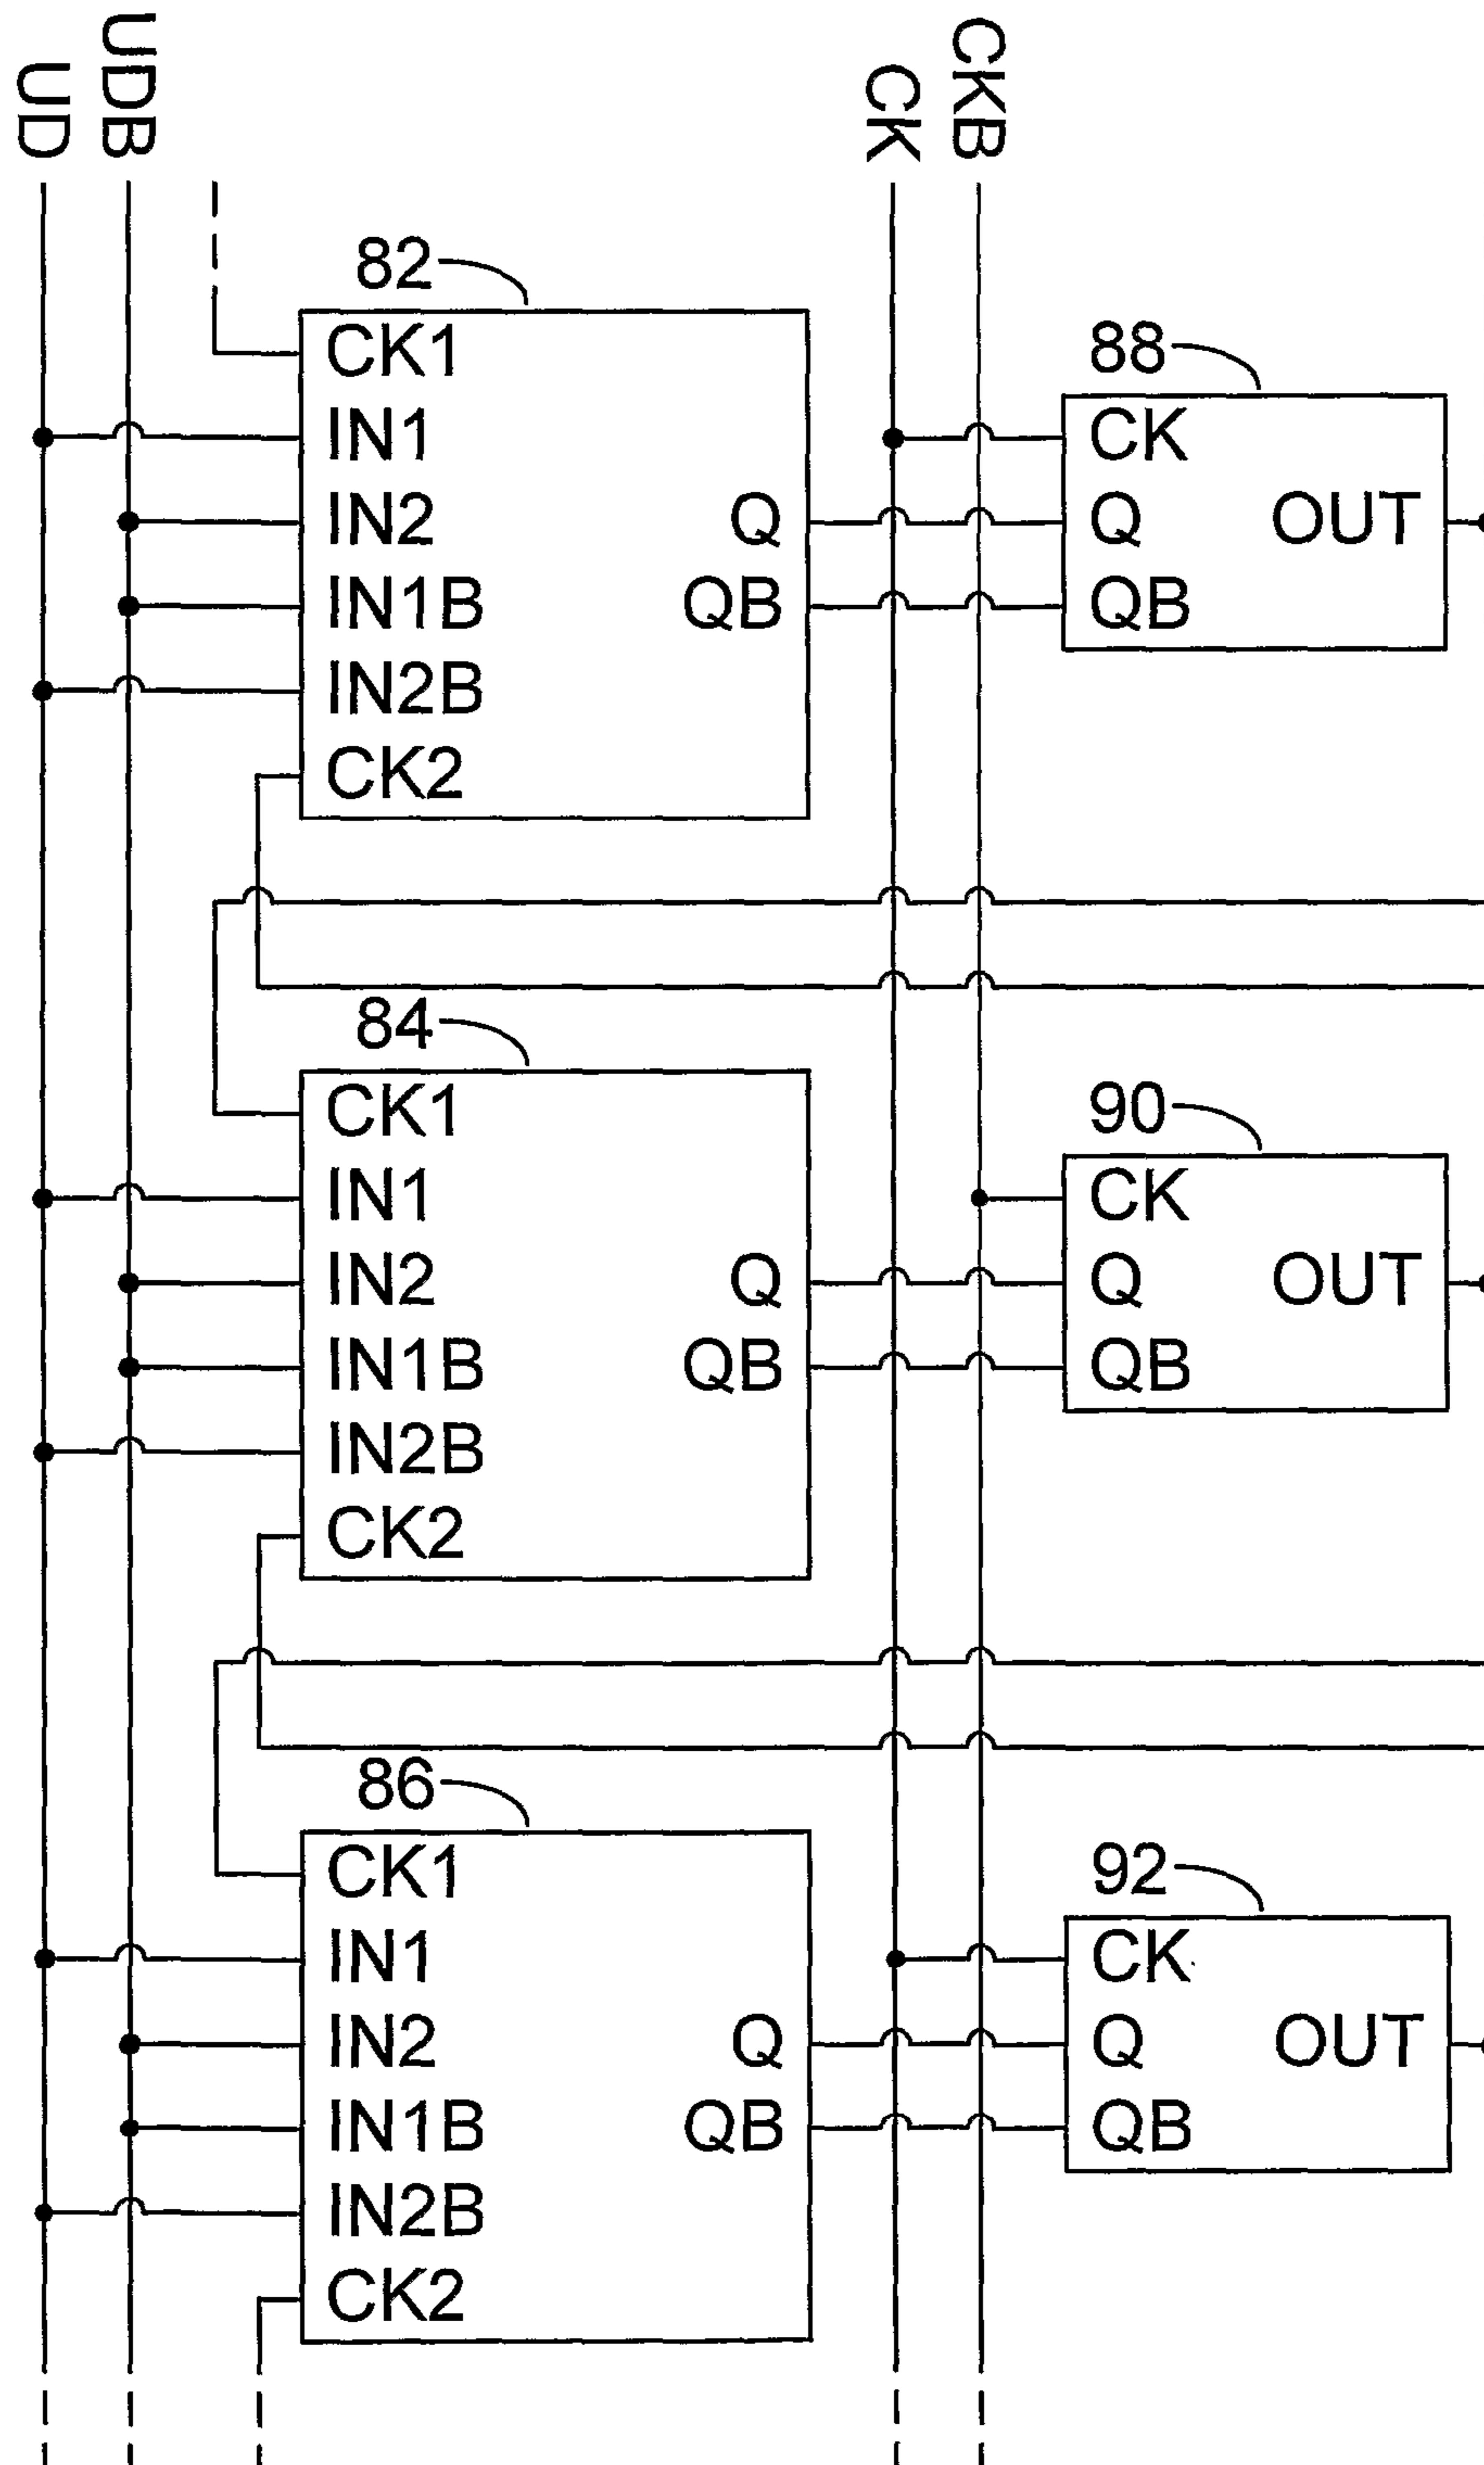 UD
UDB
CK
CKB
82
CK1
IN1
IN2
IN1B
IN2B
CK2
Q
QB
88
CK
Q
QB
OUT
84
CK1
IN1
IN2
IN1B
IN2B
CK2
Q
QB
90
CK
Q
QB
OUT
86
CK1
IN1
IN2
IN1B
IN2B
CK2
Q
QB
92
CK
Q
QB
OUT